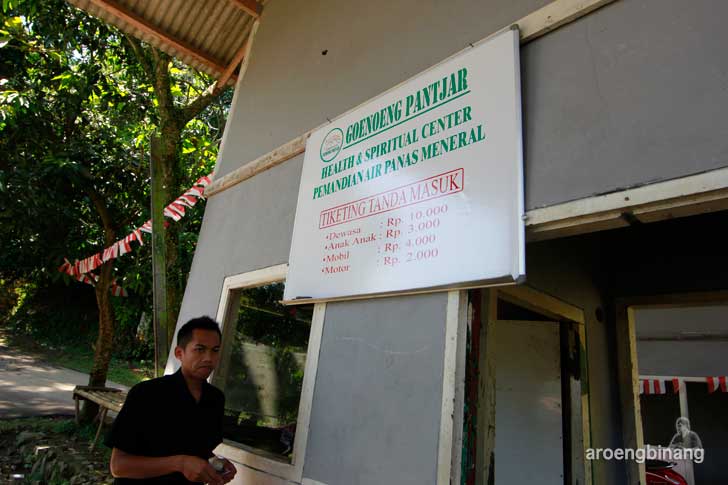 GOENOENG PANTJAR
HEALTH & SPIRITUAL CENTER
PEMANDIAN AIR PANAS MENERAL
TIKETING TANDA MASUK
•Dewasa : Rp. 10.000
•Anak Anak : Rp. 3.000
•Mobil : Rp. 4.000
•Motor : Rp. 2.000
aroengbinang